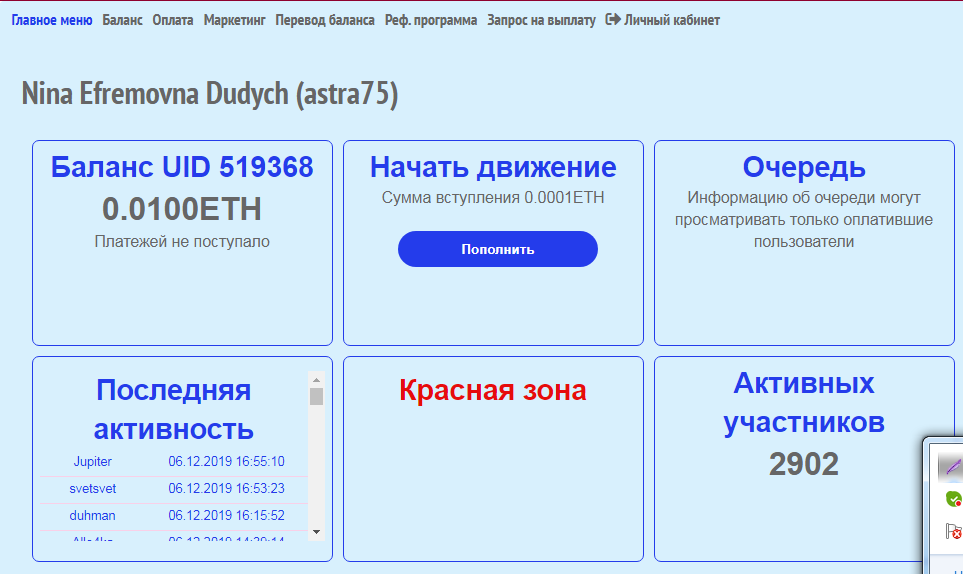 Главное меню Баланс Оплата Маркетинг Перевод баланса Реф. программа Запрос на выплату Личный кабинет
Nina Efremovna Dudych (astra75)
Баланс UID 519368
0.0100ETH
Платежей не поступало
Начать движение
Сумма вступления 0.0001ETH
Пополнить
Очередь
Информацию об очереди могут
просматривать только оплатившие
пользователи
Последняя
активность
Jupiter 06.12.2019 16:55:10
svetsvet 06.12.2019 16:53:23
duhman 06.12.2019 16:15:52
Красная зона
Активных
участников
2902